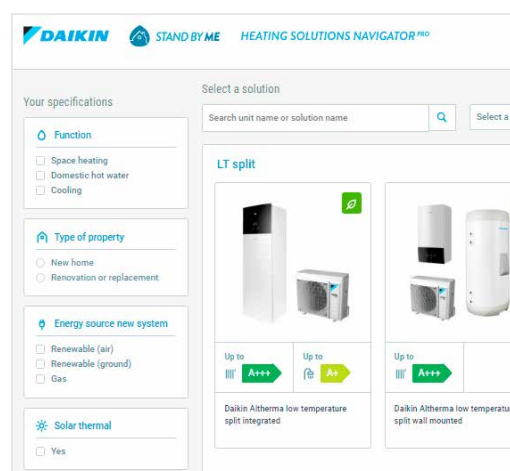 DAIKIN STAND BY ME HEATING SOLUTIONS NAVIGATOR PRO
Your specifications
Function
Space heating
Domestic hot water
Cooling
Type of property
New home
Renovation or replacement
Energy source new system
Renewable (air)
Renewable (ground)
Gas
Solar thermal
Yes
Select a solution
Search unit name or solution name
Select a
LT split
Up to
A+++
Up to
A+
Daikin Altherma low temperature
split integrated
Up to
A+++
Daikin Altherma low temperatu
split wall mounted